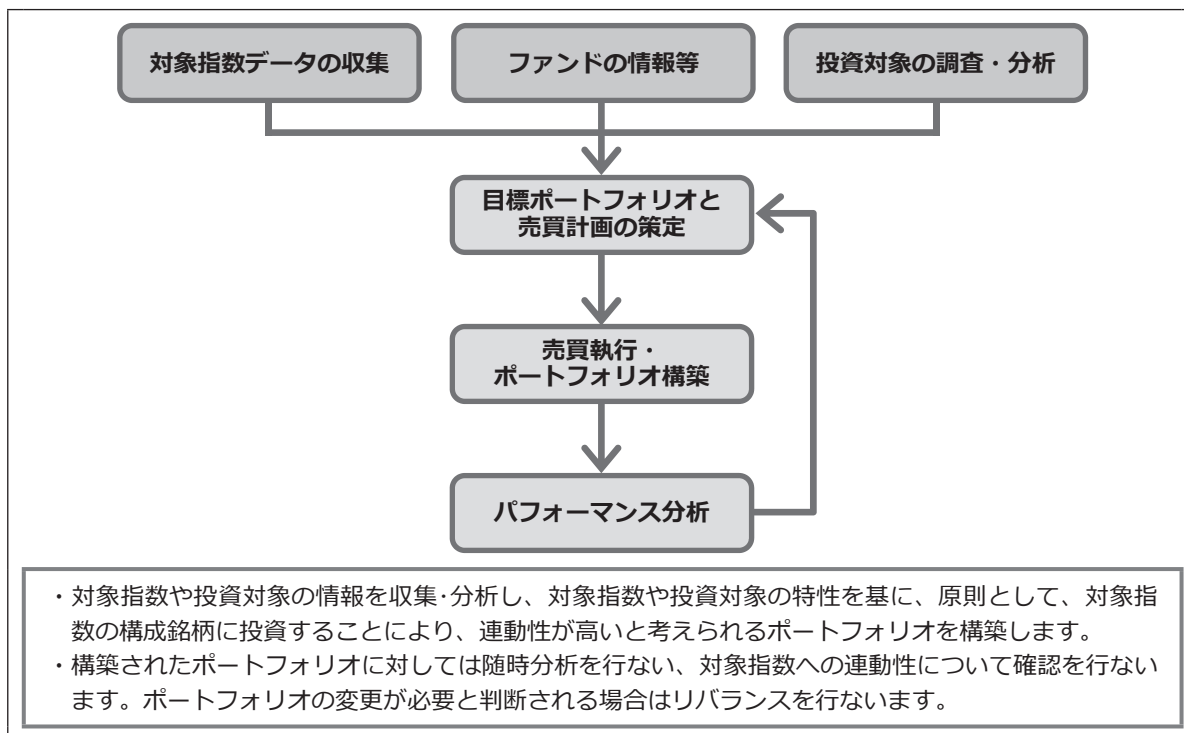 対象指数データの収集
ファンドの情報等
投資対象の調査・分析
目標ポートフォリオと
売買計画の策定
売買執行・
ポートフォリオ構築
パフォーマンス分析
・対象指数や投資対象の情報を収集・分析し、対象指数や投資対象の特性を基に、原則として、対象指
数の構成銘柄に投資することにより、連動性が高いと考えられるポートフォリオを構築します。
・構築されたポートフォリオに対しては随時分析を行ない、対象指数への連動性について確認を行ない
ます。ポートフォリオの変更が必要と判断される場合はリバランスを行ないます。